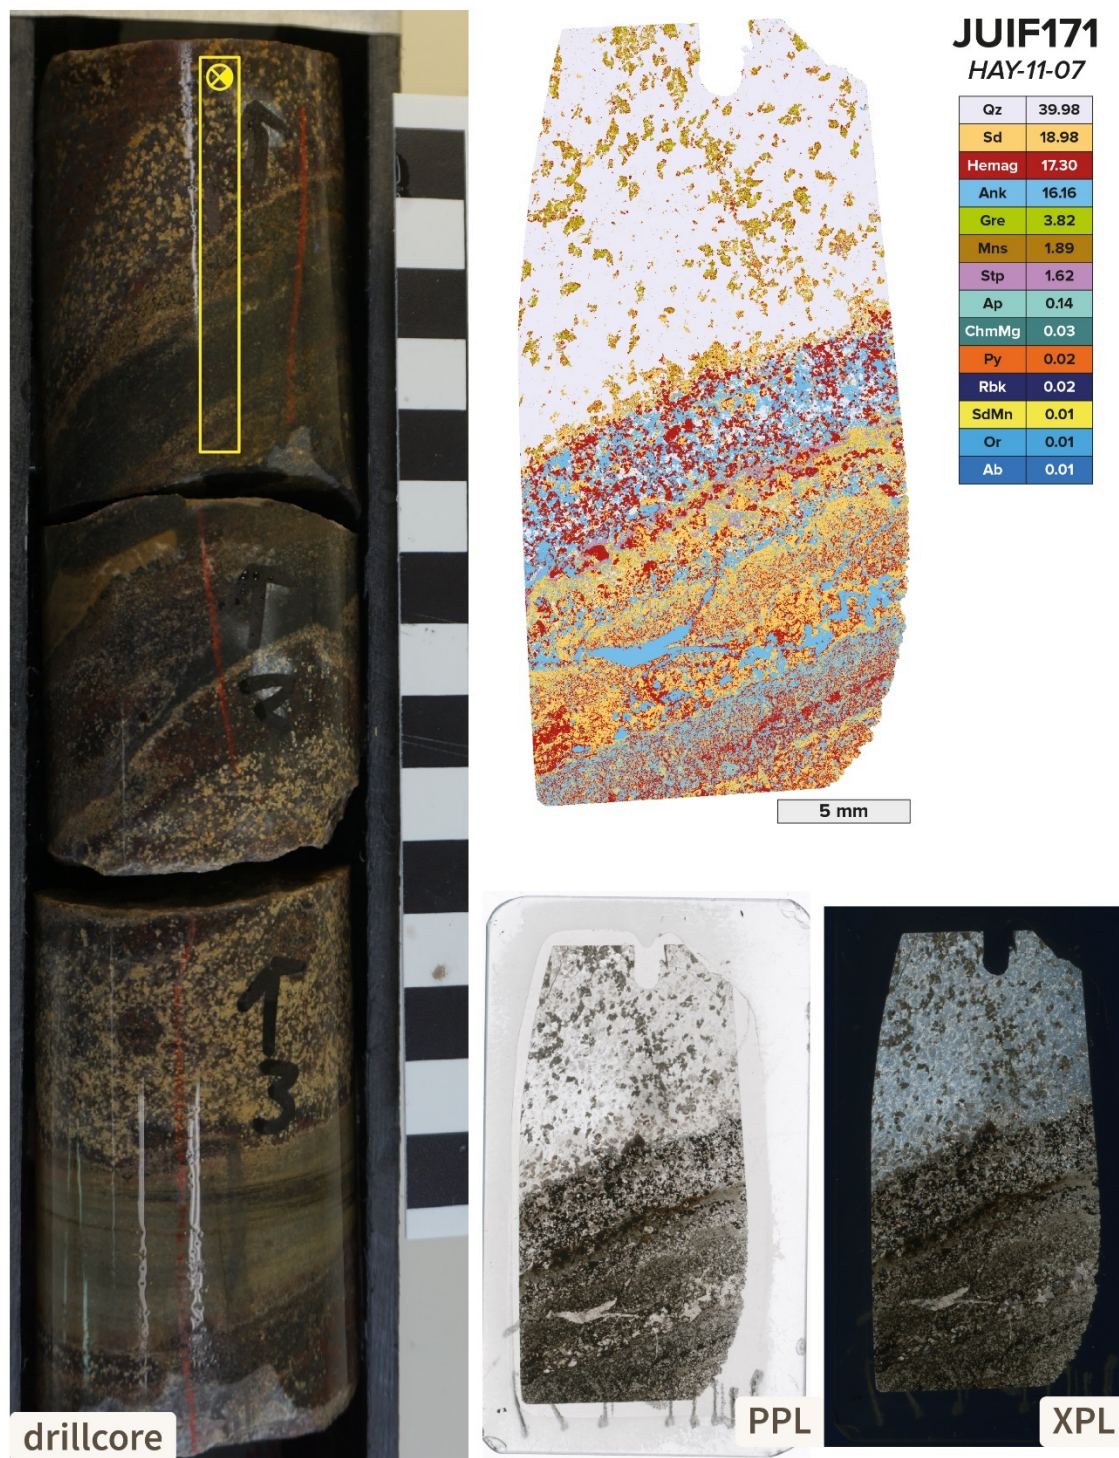 JUIF171
HAY-11-07
Qz 39.98
Sd 18.98
Hemag 17.30
Ank 16.16
Gre 3.82
Mns 1.89
Stp 1.62
Ap 0.14
ChmMg 0.03
Py 0.02
Rbk 0.02
SdMn 0.01
Or 0.01
Ab 0.01
5 mm
1
2
1
3
drillcore
PPL
XPL